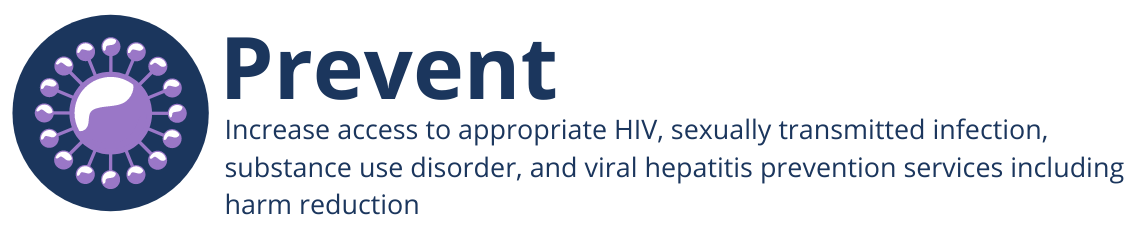 Prevent
Increase access to appropriate HIV, sexually transmitted infection,
substance use disorder, and viral hepatitis prevention services including
harm reduction